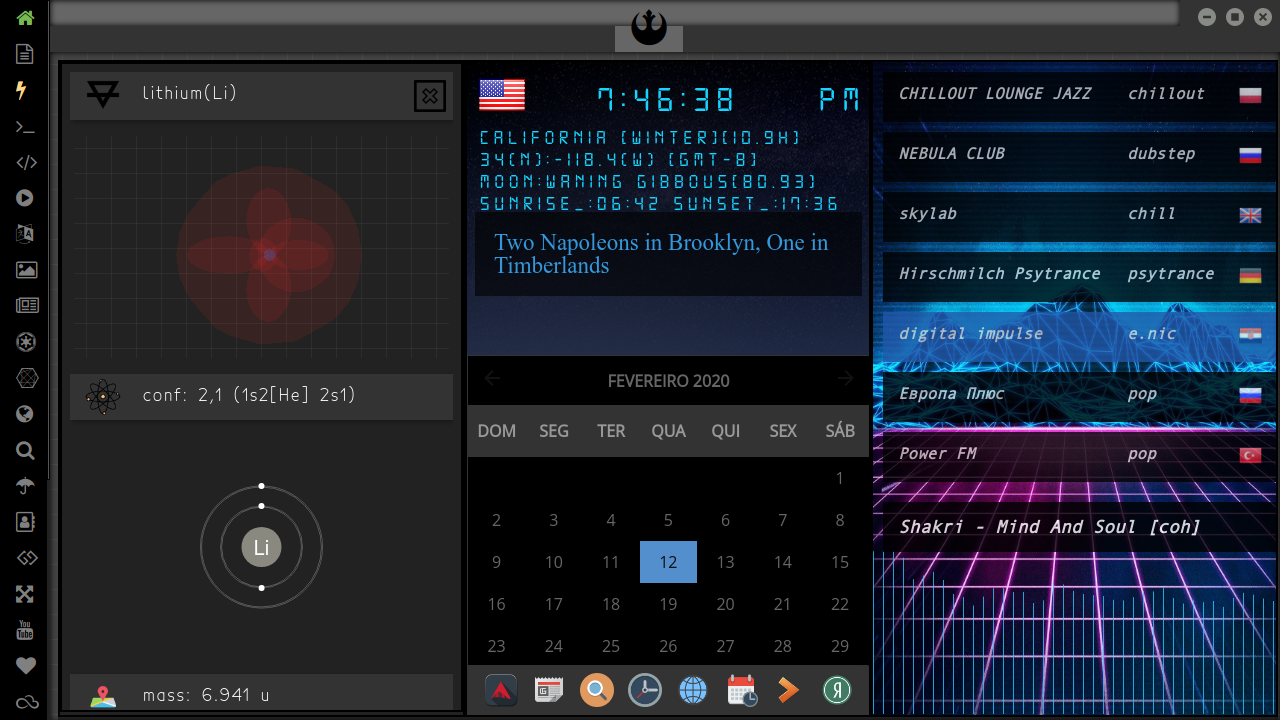 lithium(Li)
conf: 2,1 (1s2[He] 2s1)
Li
mass: 6.941 u
7:46:38 PM
CALIFORNIA [WINTER][10.9H]
34[N]:-118.4[W] [GMT-8]
MOON:WANING GIBBOUS[80.93]
SUNRISE_:06:42 SUNSET_:17:36
Two Napoleons in Brooklyn, One in
Timberlands
FEVEREIRO 2020
DOM SEG TER QUA QUI SEX SÁB
1
2 3 4 5 6 7 8
9 10 11 12 13 14 15
16 17 18 19 20 21 22
23 24 25 26 27 28 29
CHILLOUT LOUNGE JAZZ chillout
NEBULA CLUB dubstep
skylab chill
Hirschmilch Psytrance psytrance
digital impulse e.nic
Европа Плюс pop
Power FM pop
Shakri - Mind And Soul [coh]
You
Tube
Я